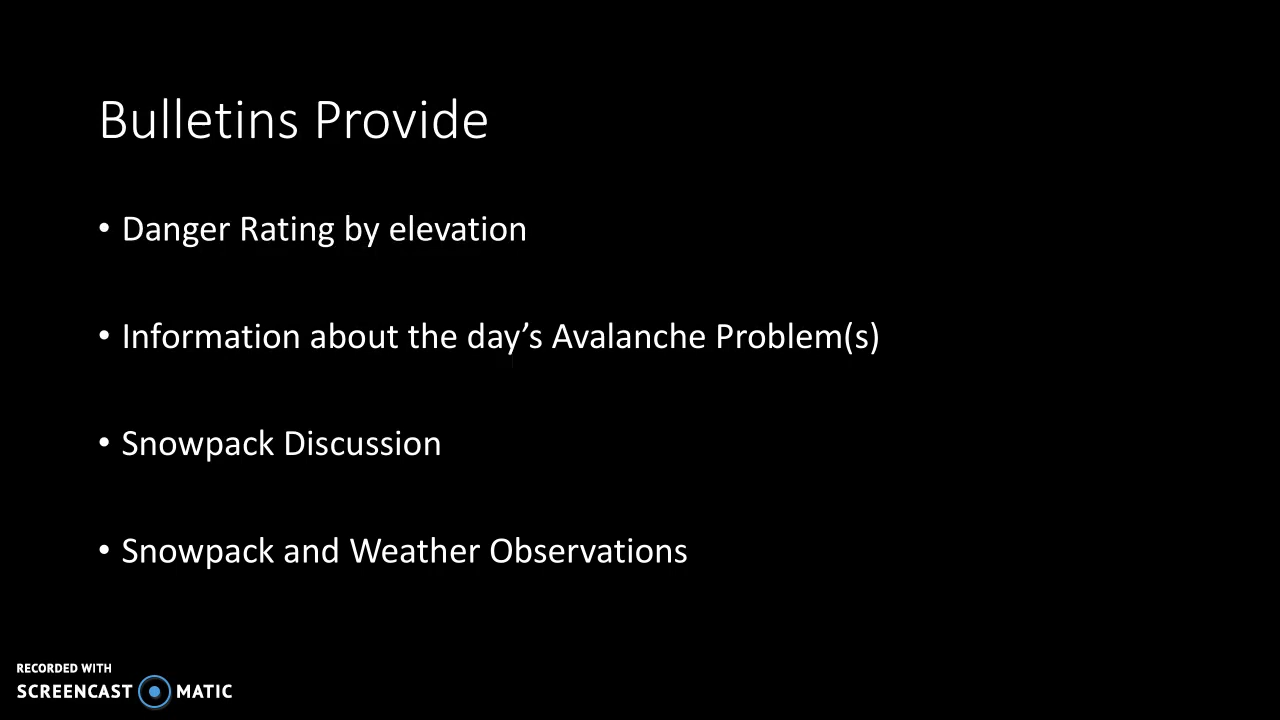 Bulletins Provide
• Danger Rating by elevation
• Information about the day’s Avalanche Problem(s)
• Snowpack Discussion
• Snowpack and Weather Observations
RECORDED WITH
SCREENCAST MATIC